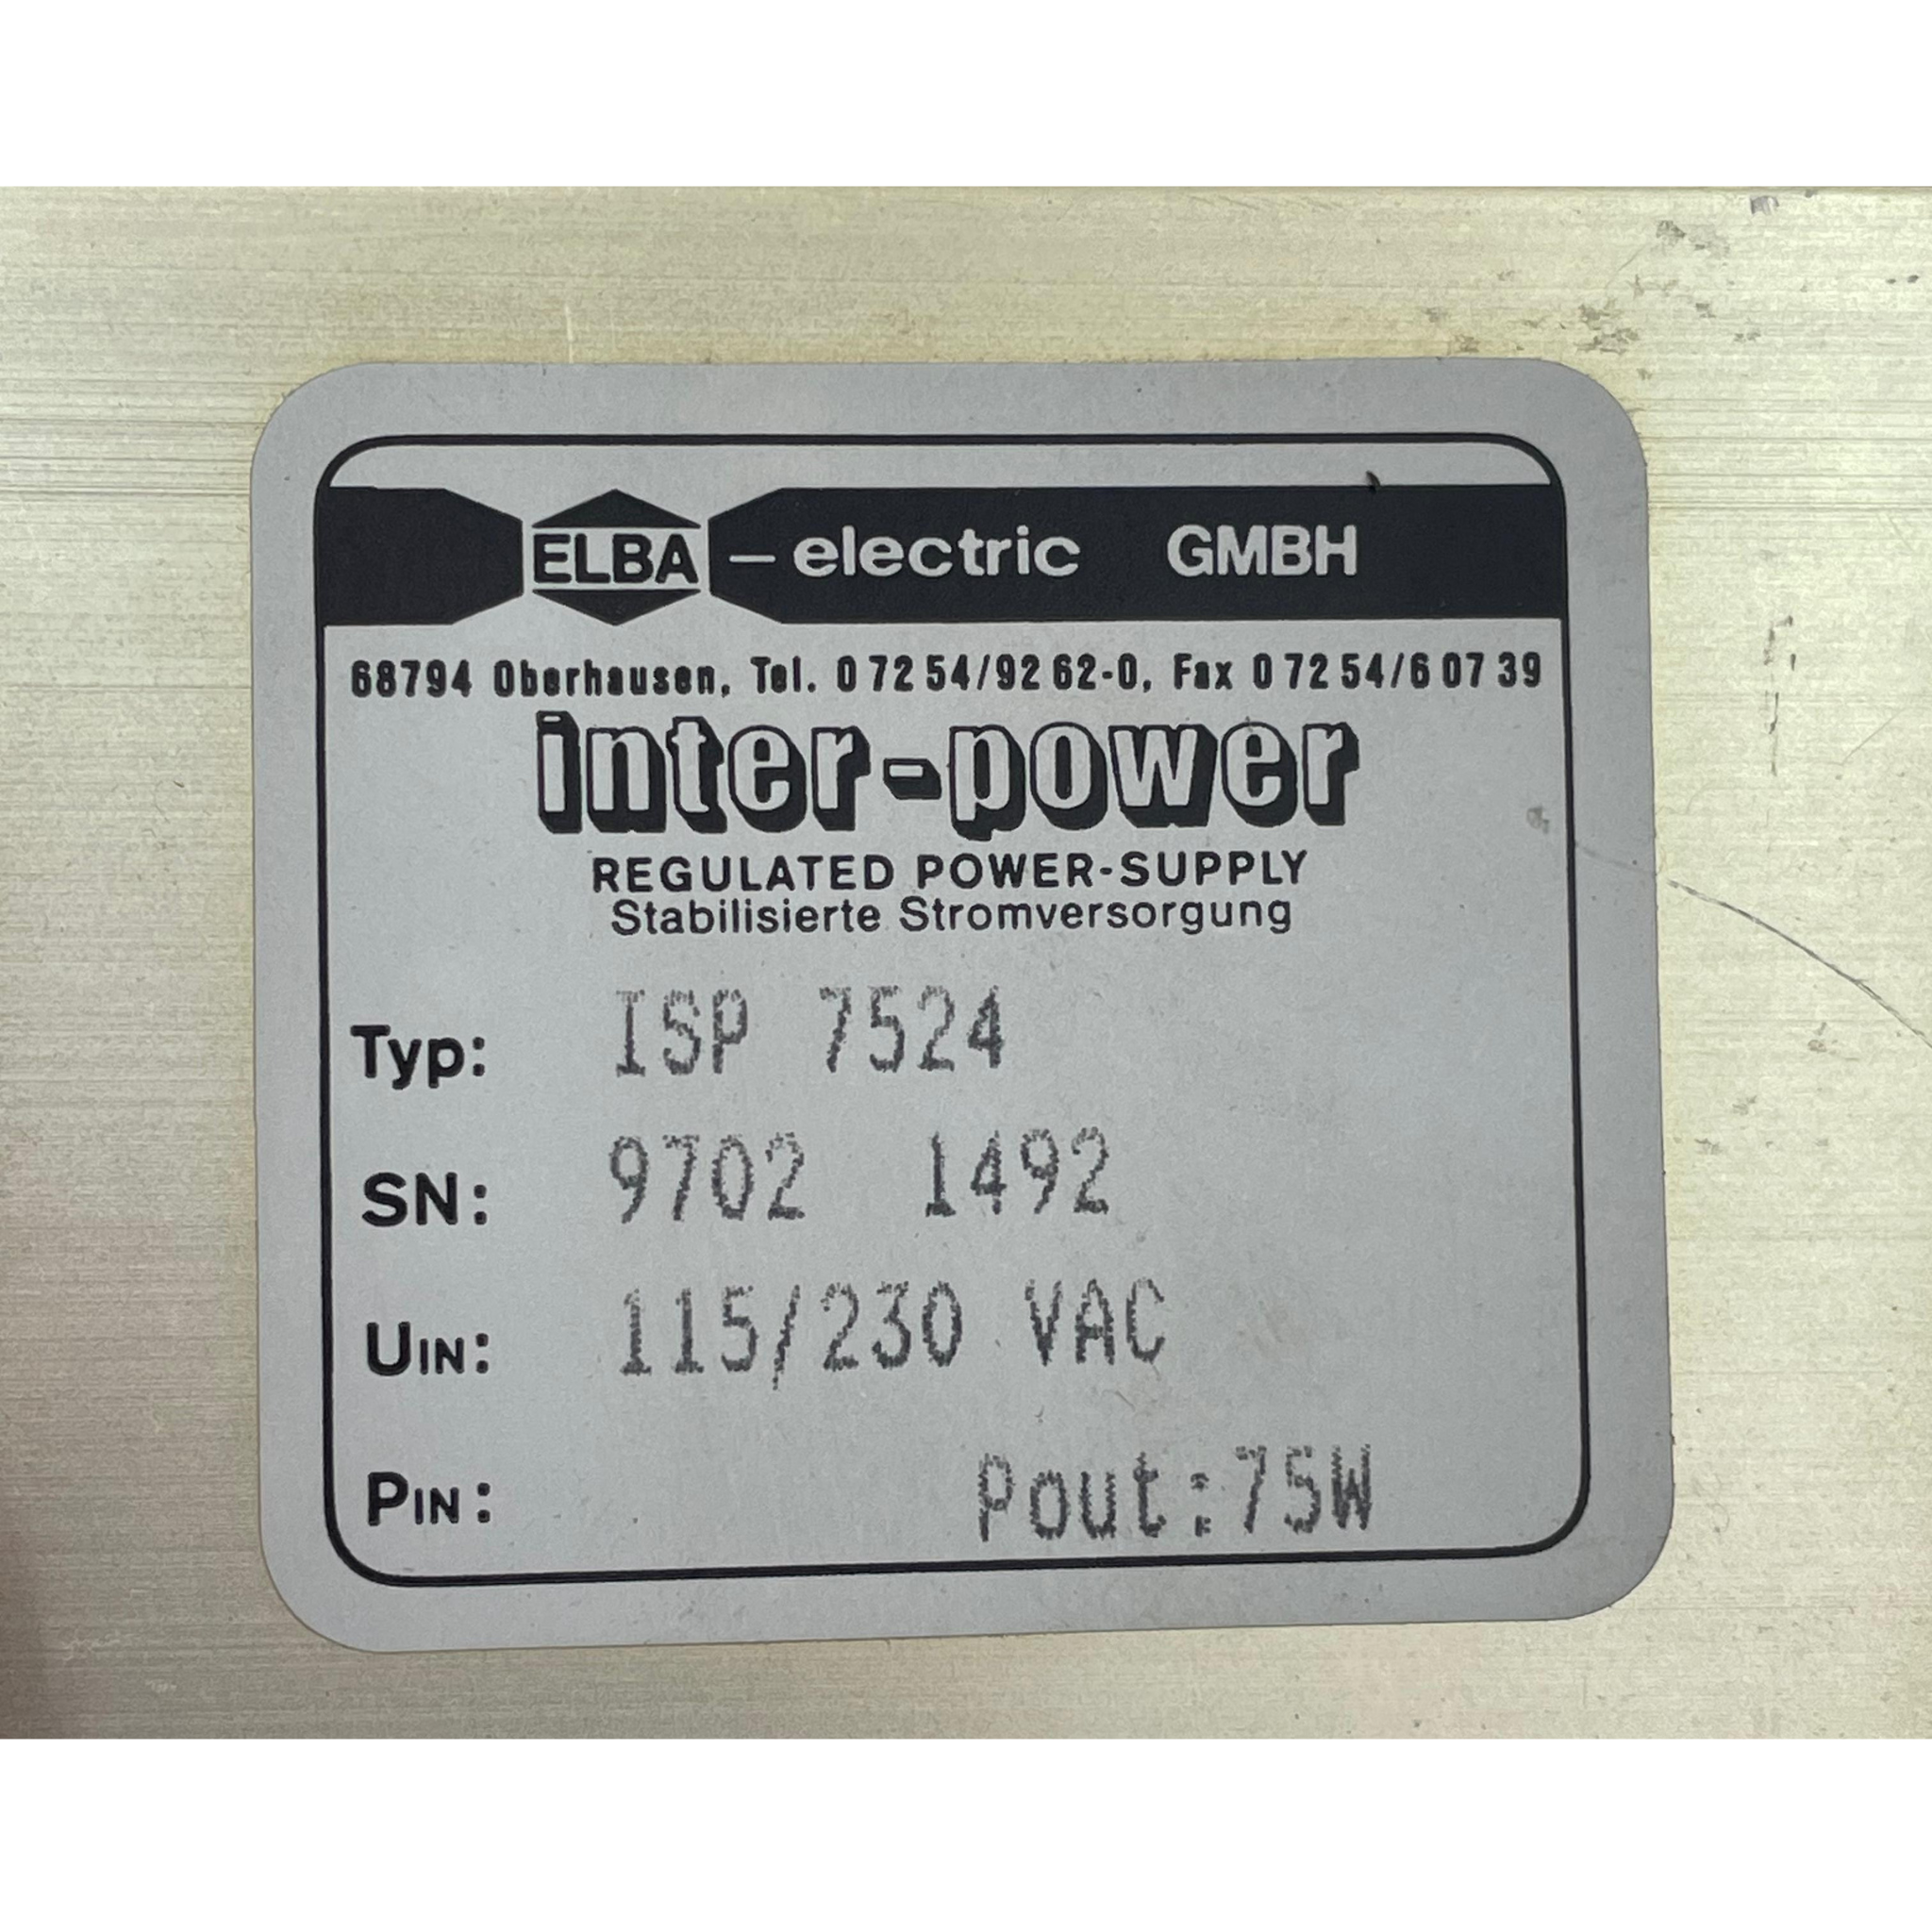 ELBA – electric GMBH
68794 Oberhausen, Tel. 0 72 54/92 62-0, Fax 0 72 54/6 07 39
inter-power
REGULATED POWER-SUPPLY
Stabilisierte Stromversorgung
Typ: ISP 7524
SN: 9702 1492
UIN: 115/230 VAC
PIN: Pout:75W